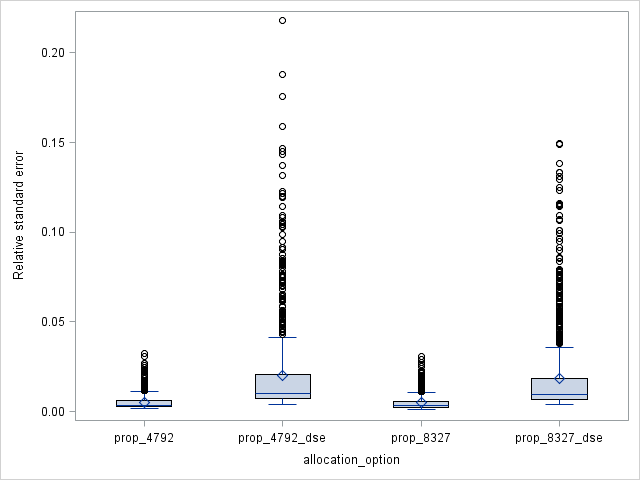 0.20
0.15
0.10
0.05
0.00
Relative standard error
prop_4792 prop_4792_dse prop_8327 prop_8327_dse
allocation_option